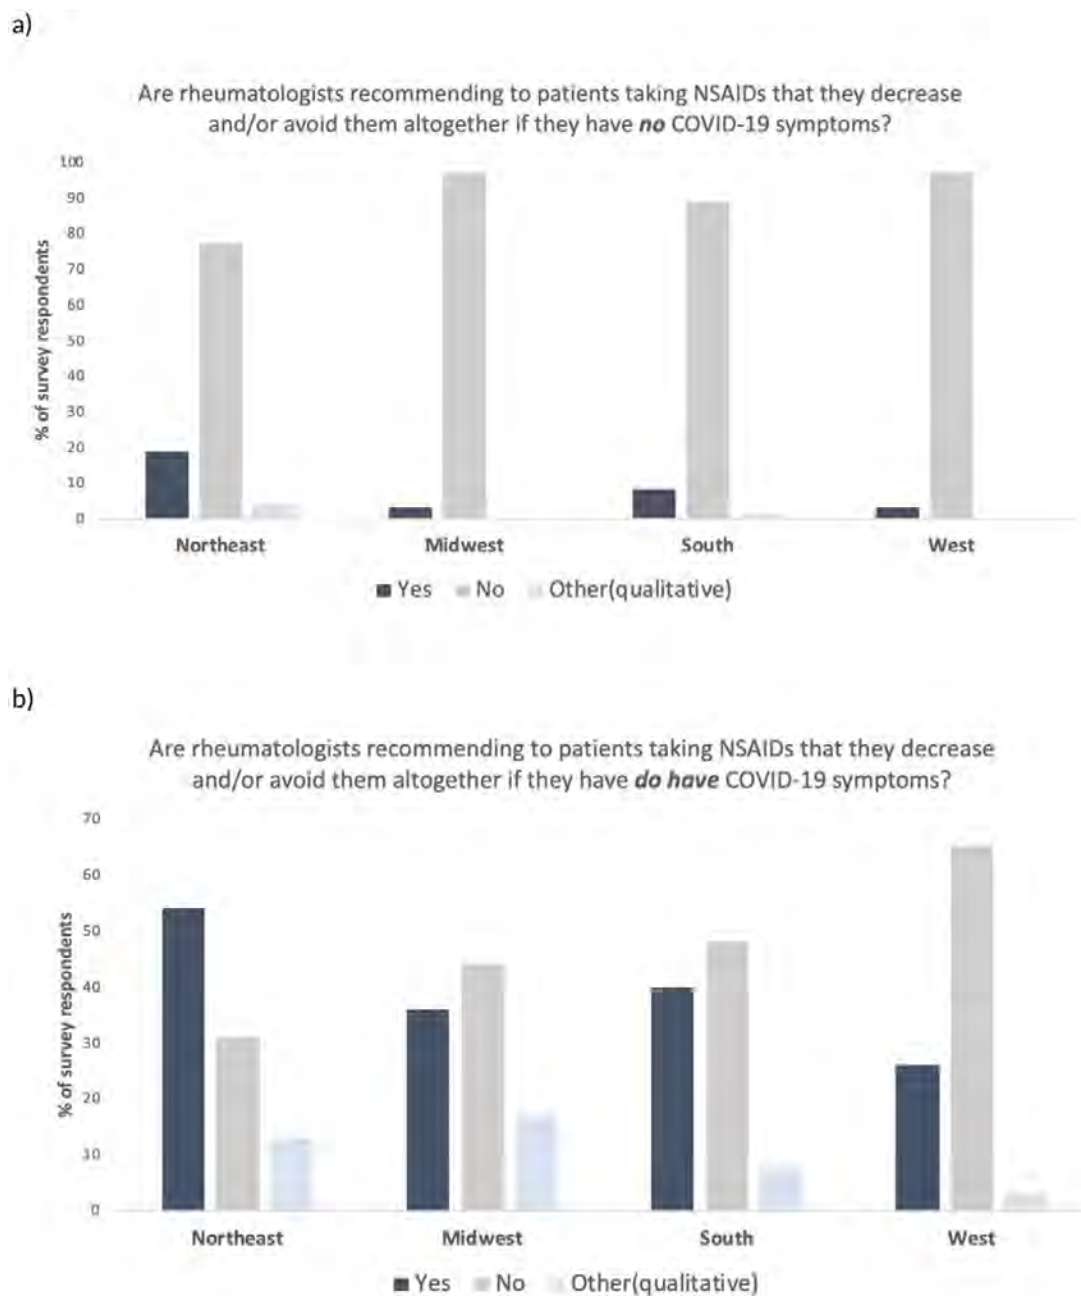 a)
Are rheumatologists recommending to patients taking NSAIDs that they decrease
and/or avoid them altogether if they have no COVID-19 symptoms?
% of survey respondents
100
90
80
70
60
50
40
30
20
10
0
Northeast Midwest South West
Yes No Other(qualitative)
b)
Are rheumatologists recommending to patients taking NSAIDs that they decrease
and/or avoid them altogether if they have do have COVID-19 symptoms?
% of survey respondents
70
60
50
40
30
20
10
0
Northeast Midwest South West
Yes No Other(qualitative)